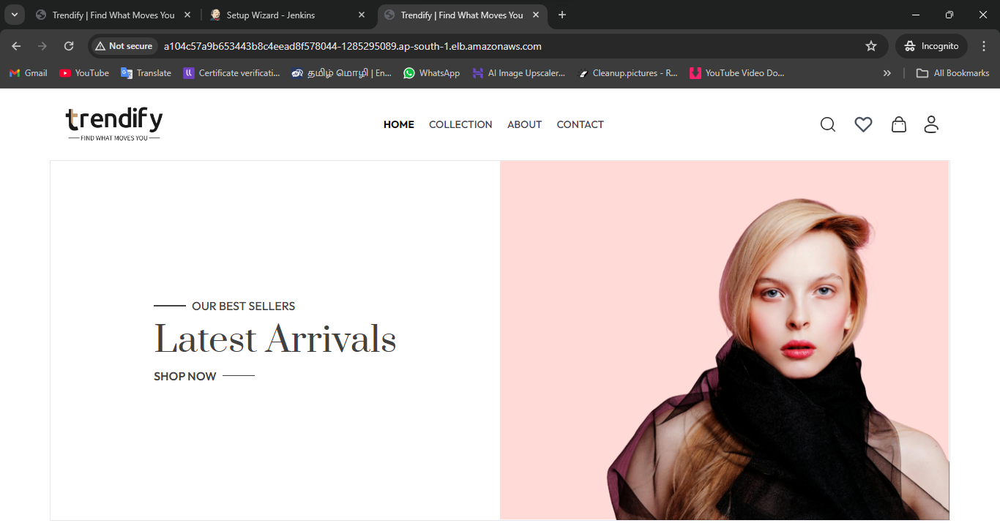 Trendify | Find What Moves You
Setup Wizard - Jenkins
Trendify | Find What Moves You
Not secure
a104c57a9b653443b8c4eead8f578044-1285295089.ap-south-1.elb.amazonaws.com
Incognito
Gmail
YouTube
Translate
Certificate verificati...
தமிழ் மொழி | En...
WhatsApp
AI Image Upscaler...
Cleanup.pictures - R...
YouTube Video Do...
»
All Bookmarks
trendify
FIND WHAT MOVES YOU
HOME
COLLECTION
ABOUT
CONTACT
OUR BEST SELLERS
Latest Arrivals
SHOP NOW